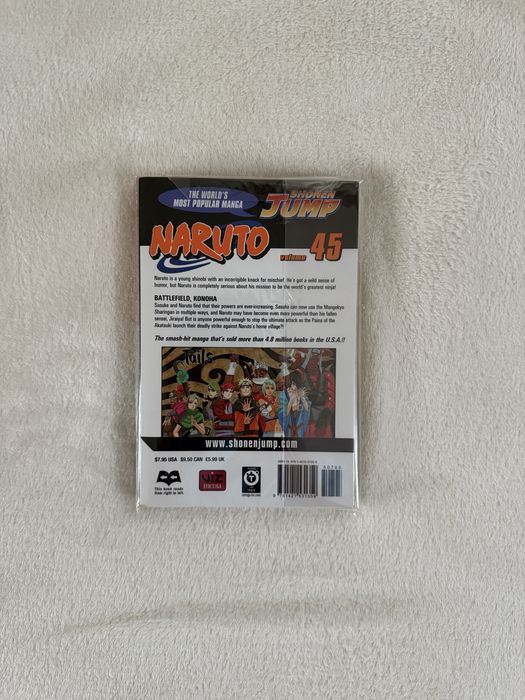 THE WORLD'S
MOST POPULAR MANGA
SHONEN
JUMP
NARUTO
volume 45
Naruto is a young shinobi with an incorrigible knack for mischief. He's got a wild sense of
humor, but Naruto is completely serious about his mission to be the world's greatest ninja!
BATTLEFIELD, KONOHA
Sasuke and Naruto find that their powers are ever-increasing. Sasuke can now use the Mangekyo
Sharingan in multiple ways, and Naruto may have become even more powerful than his fallen
sensei, Jiraiya! But is anyone powerful enough to stop the ultimate attack as the Pains of the
Akatsuki launch their deadly strike against Naruto's home village?!
The smash-hit manga that's sold more than 4.8 million books in the U.S.A.!!
Tails
www.shonenjump.com
$7.95 USA $9.50 CAN £5.99 UK
This book reads
from right to left.
VIZ
media
T
TEEN
50795